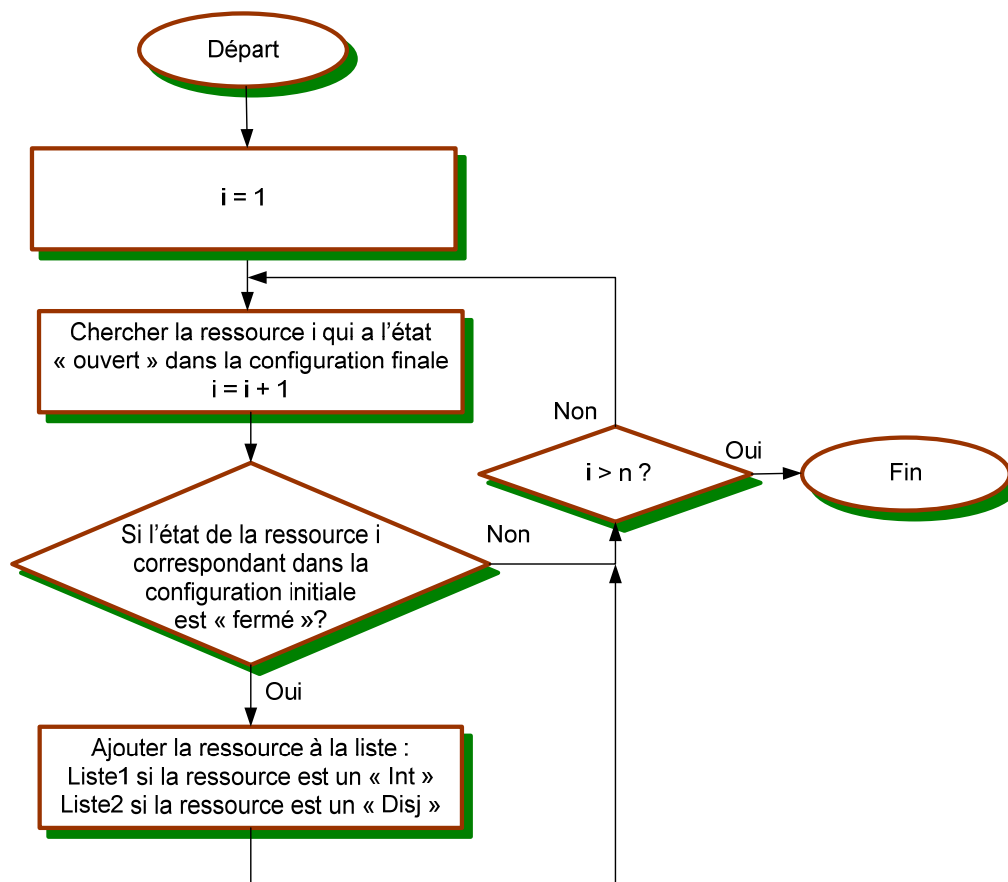 Départ
i = 1
Chercher la ressource i qui a l’état
« ouvert » dans la configuration finale
i = i + 1
Non
Oui
i > n ?
Fin
Si l’état de la ressource i
correspondant dans la
configuration initiale
est « fermé »?
Non
Oui
Ajouter la ressource à la liste :
Liste1 si la ressource est un « Int »
Liste2 si la ressource est un « Disj »